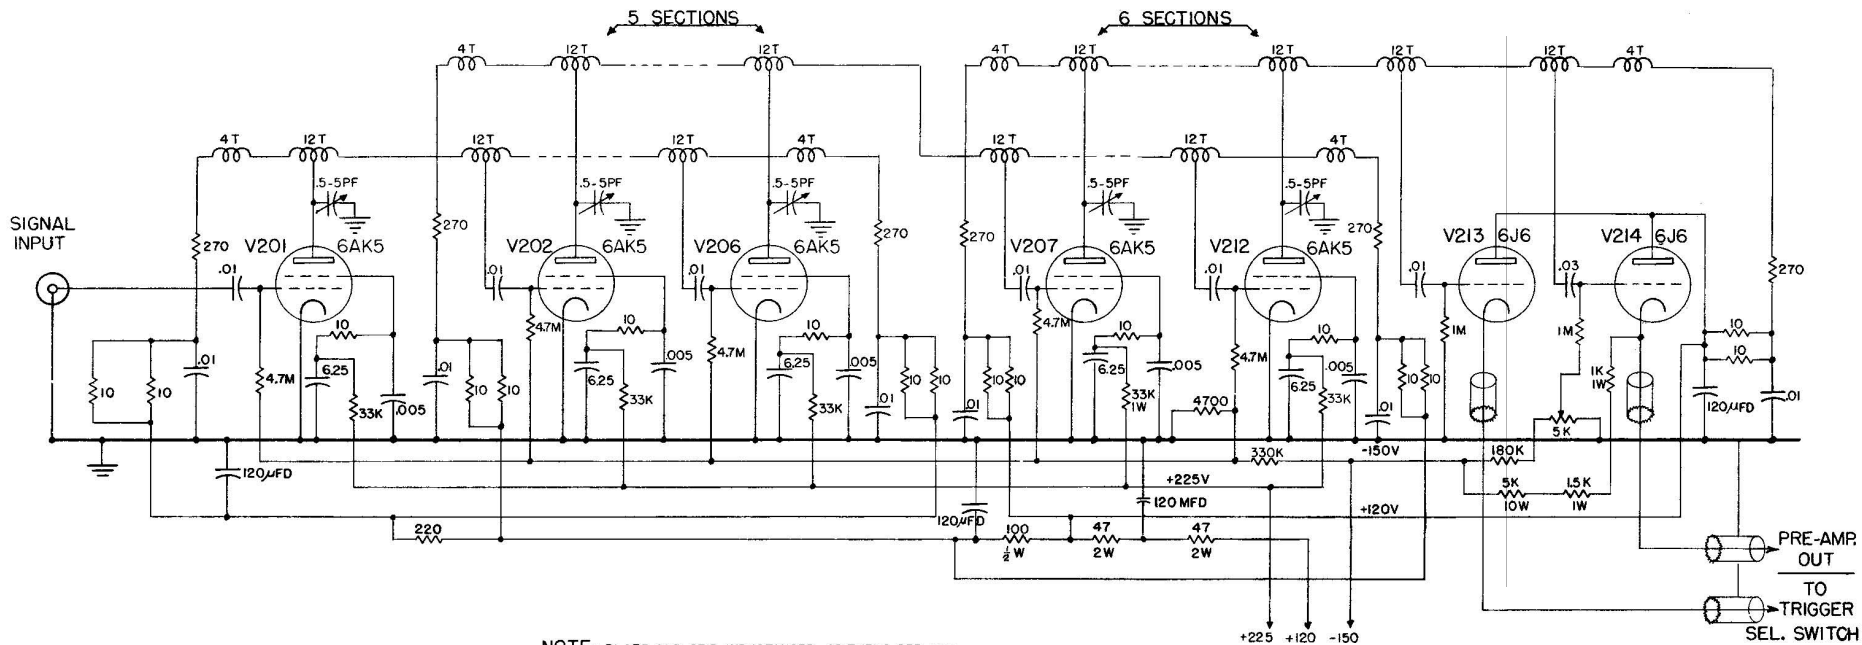 5 SECTIONS
6 SECTIONS
4T 12T 12T 4T 12T 12T 12T 12T 4T
4T 12T 12T 12T 4T 12T 12T 4T
.5-5PF .5-5PF .5-5PF .5-5PF .5-5PF
SIGNAL
INPUT
270 270 270 270 270 270
V201 6AK5
V202 6AK5
V206 6AK5
V207 6AK5
V212 6AK5
V213 6J6
V214 6J6
.01 .01 .01 .01 .01 .01 .03
10 10 10 10 10 10
4.7M 4.7M 4.7M 4.7M 1M 1M
10 10 .01 4.7M 6.25 33K .005
.01 10 10 6.25 33K .005
6.25 33K .005 .01 10 10
.01 10 10 6.25 33K 1W .005
4700 6.25 33K .005 .01 10 10
1K
1W
5K
10
120µFD .01
120µFD
330K
-150V
180K
+225V
5K
10W
1.5K
1W
120µFD
120 MFD
+120V
220
100
½W
47
2W
47
2W
+225 +120 -150
PRE-AMP.
OUT
TO
TRIGGER
SEL. SWITCH
NOTE